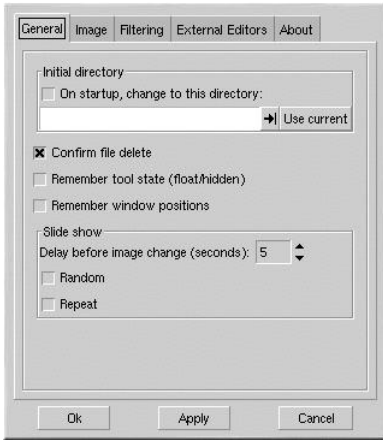 General Image Filtering External Editors About
Initial directory
On startup, change to this directory:
Use current
Confirm file delete
Remember tool state (float/hidden)
Remember window positions
Slide show
Delay before image change (seconds): 5
Random
Repeat
Ok Apply Cancel